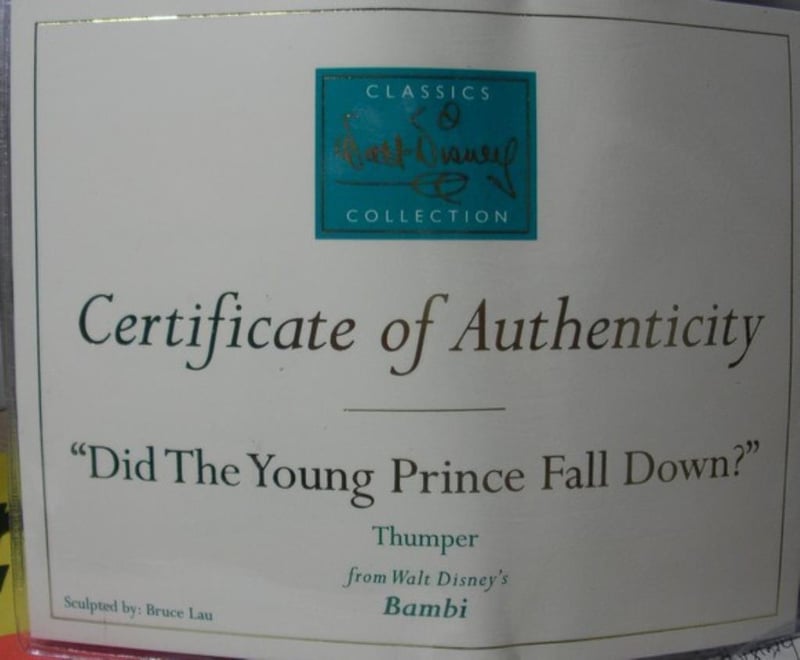 CLASSICS
Walt Disney
COLLECTION
Certificate of Authenticity
“Did The Young Prince Fall Down?”
Thumper
from Walt Disney's
Bambi
Sculpted by: Bruce Lau